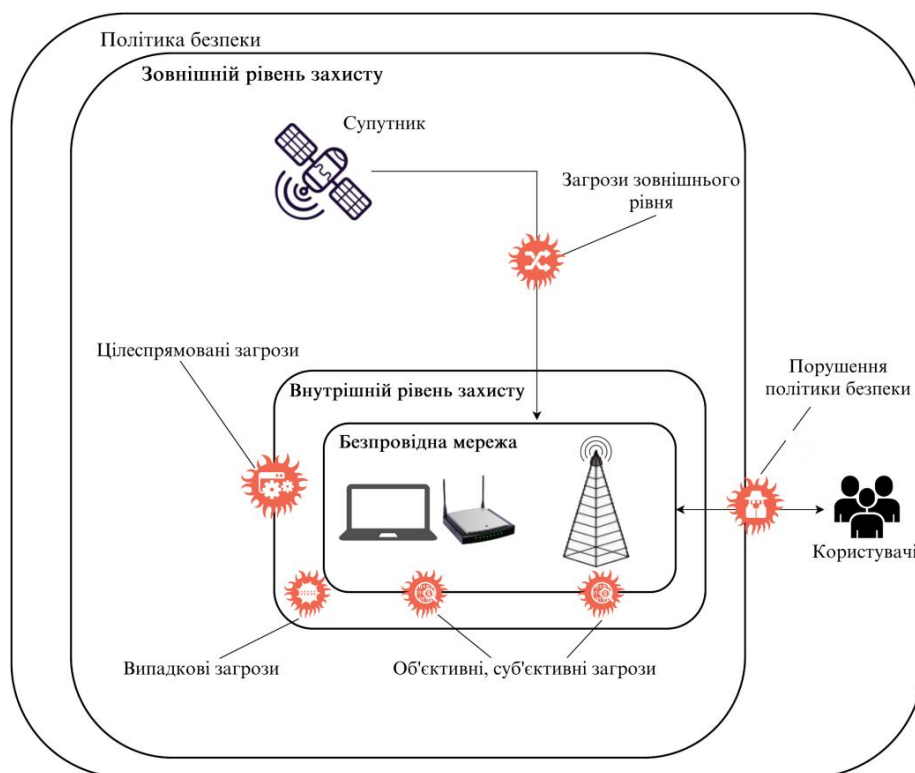 Політика безпеки
Зовнішній рівень захисту
Супутник
Загрози зовнішнього
рівня
Цілеспрямовані загрози
Внутрішній рівень захисту
Порушення
політики безпеки
Безпровідна мережа
Користувачі
Випадкові загрози
Об'єктивні, суб'єктивні загрози